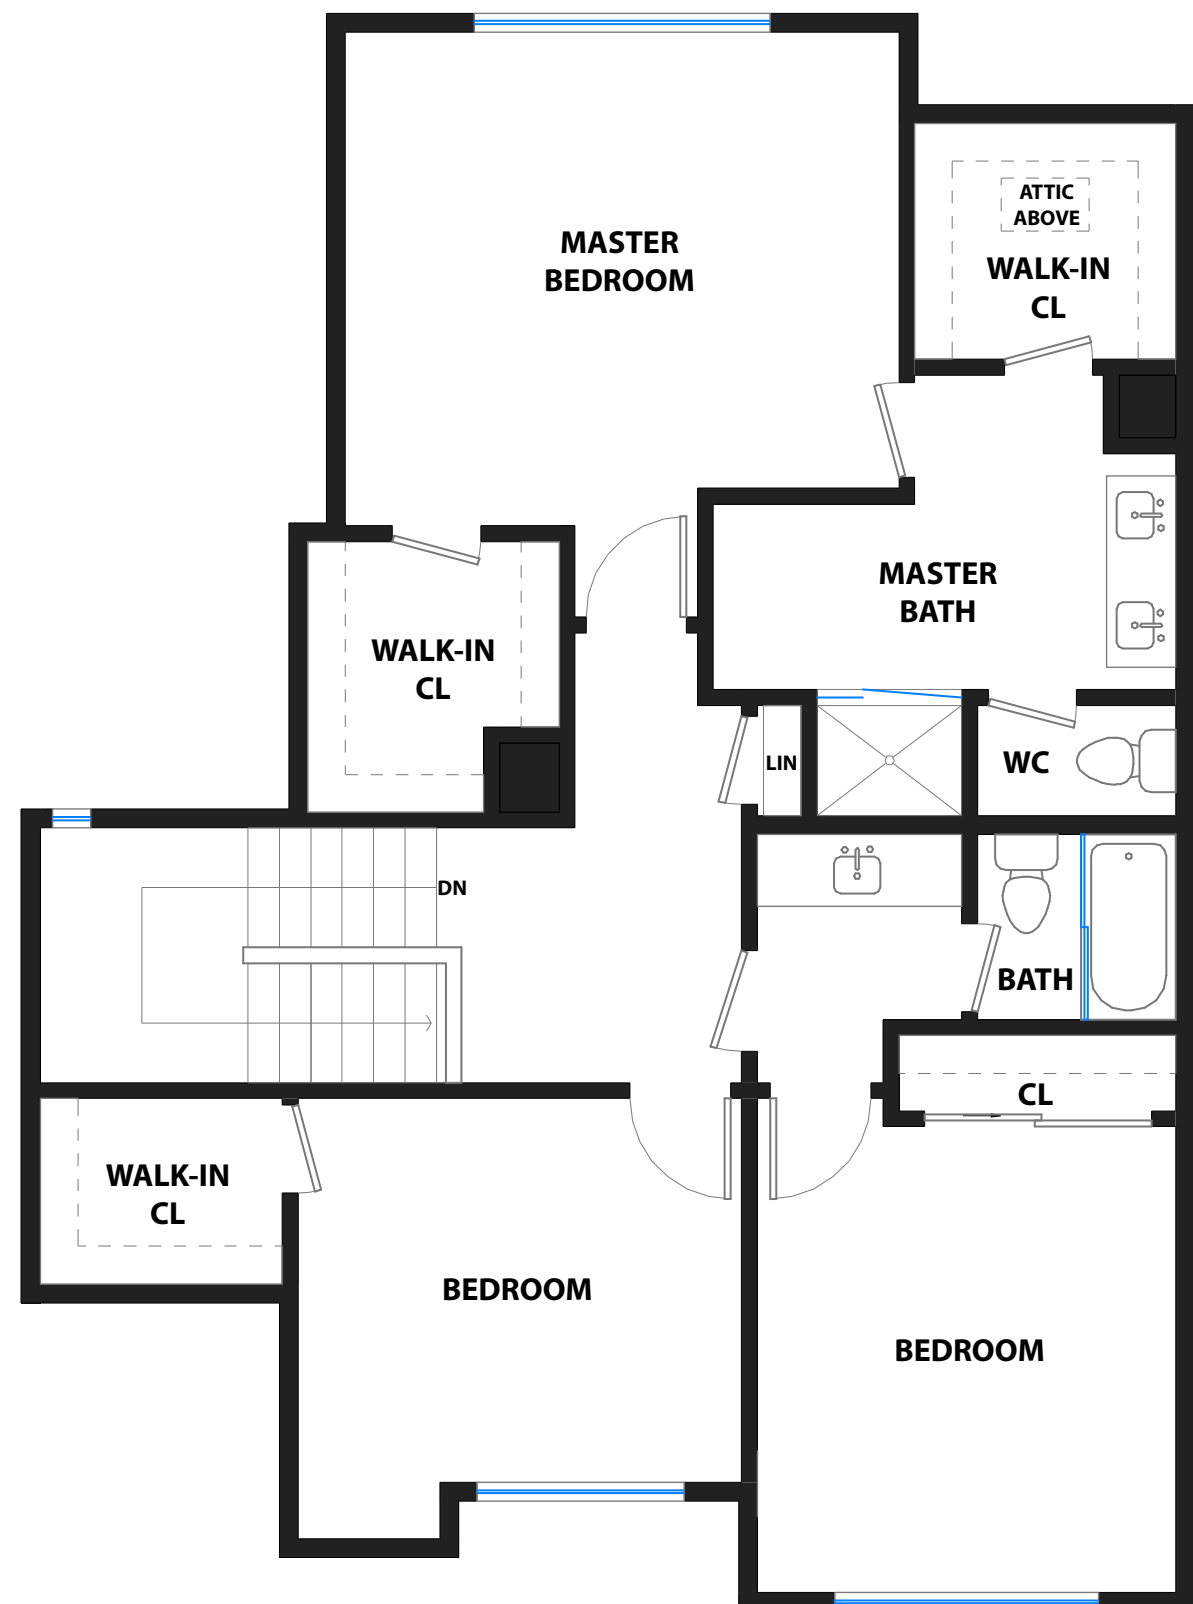 ATTIC
ABOVE
WALK-IN
CL
MASTER
BEDROOM
MASTER
BATH
WALK-IN
CL
LIN
WC
DN
BATH
CL
WALK-IN
CL
BEDROOM
BEDROOM